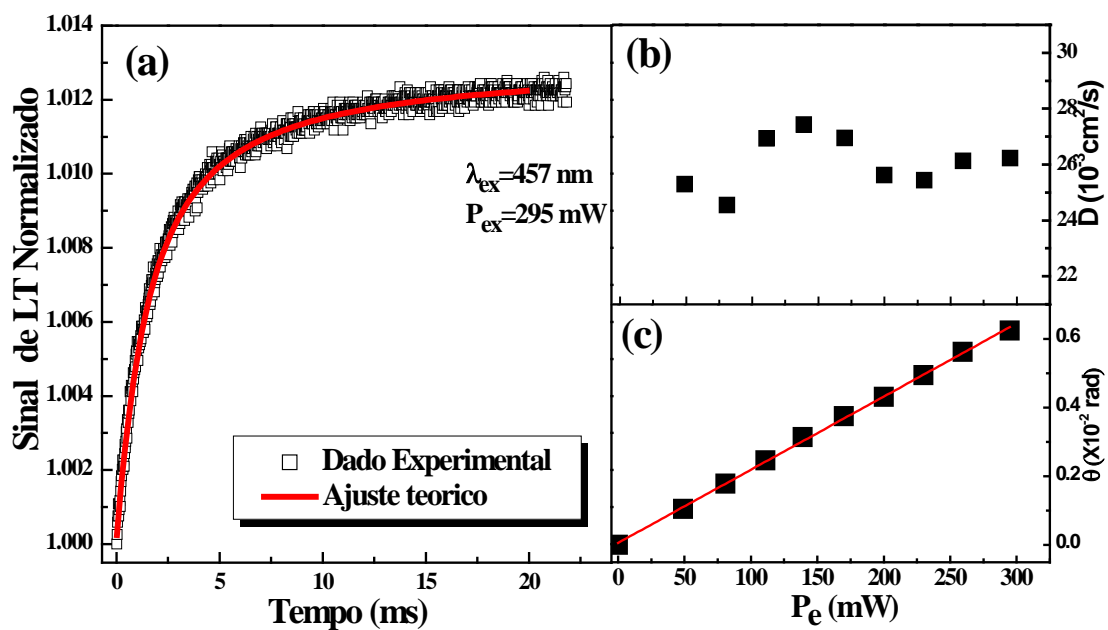 (a)
1.014
1.012
1.010
1.008
1.006
1.004
1.002
1.000
Sinal de LT Normalizado
λex=457 nm
Pex=295 mW
Dado Experimental
Ajuste teorico
0 5 10 15 20
Tempo (ms)
(b)
30
28
26
24
22
D (10⁻³cm²/s)
(c)
0.6
0.4
0.2
0.0
θ (X10⁻² rad)
0 50 100 150 200 250 300
Pe (mW)